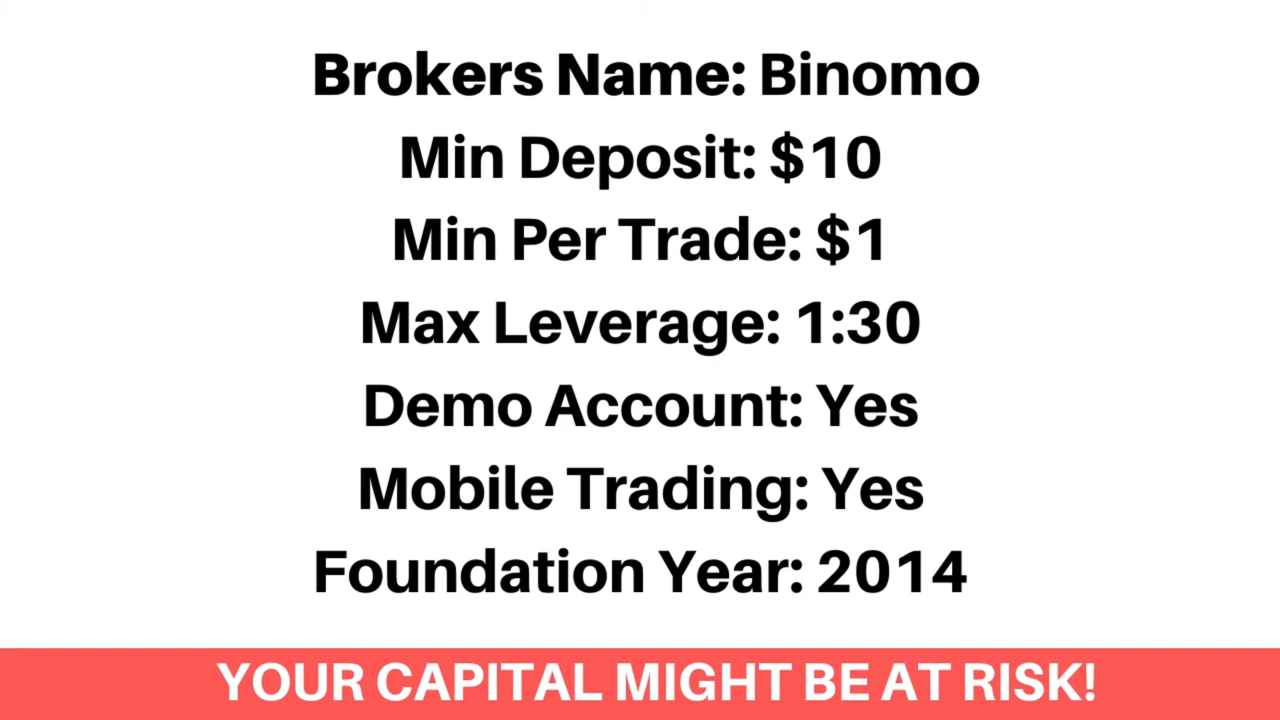 Brokers Name: Binomo
Min Deposit: $10
Min Per Trade: $1
Max Leverage: 1:30
Demo Account: Yes
Mobile Trading: Yes
Foundation Year: 2014
YOUR CAPITAL MIGHT BE AT RISK!